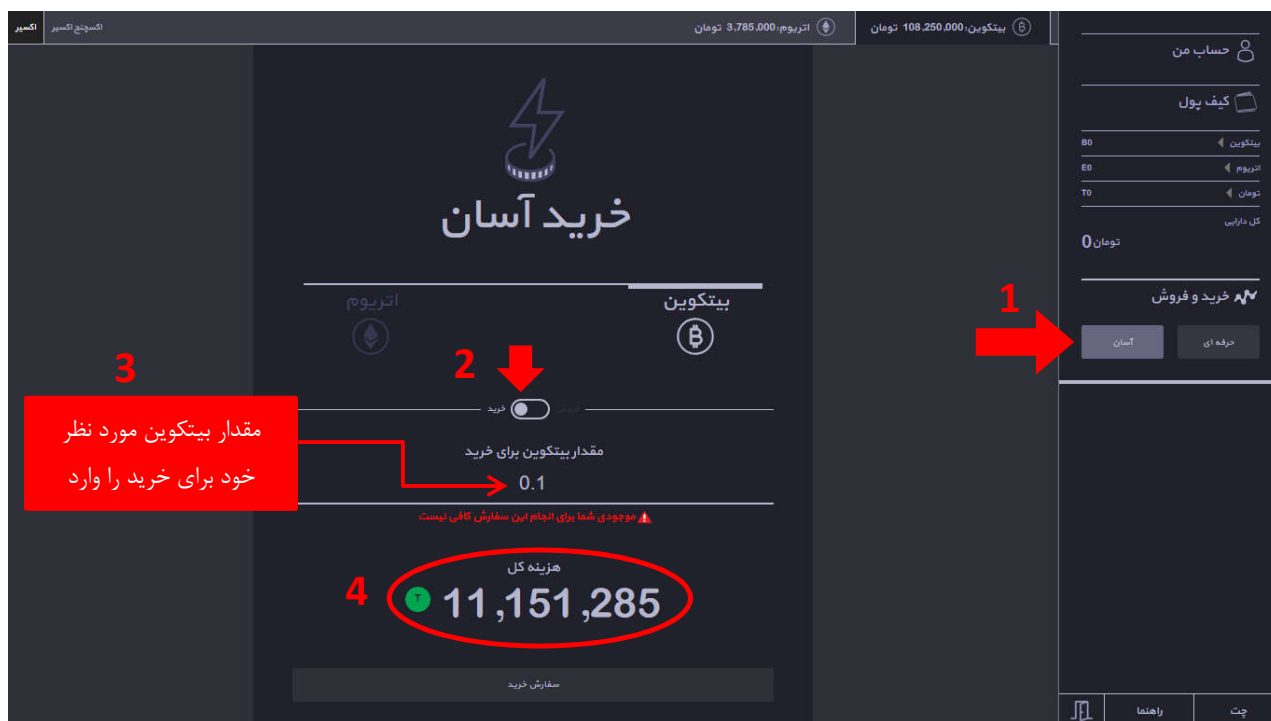 اکسیر
اکسچنج اکسیر
اتریوم: 3,785,000 تومان
بیتکوین: 108,250,000 تومان
حساب من
کیف پول
بیتکوین B0
اتریوم E0
تومان T0
کل دارایی
0 تومان
خرید و فروش
حرفه ای
آسان
1
خرید آسان
بیتکوین
اتریوم
2
فروش
خرید
3
مقدار بیتکوین مورد نظر
خود برای خرید را وارد
مقدار بیتکوین برای خرید
0.1
موجودی شما برای انجام این سفارش کافی نیست
هزینه کل
4
T 11,151,285
سفارش خرید
چت
راهنما